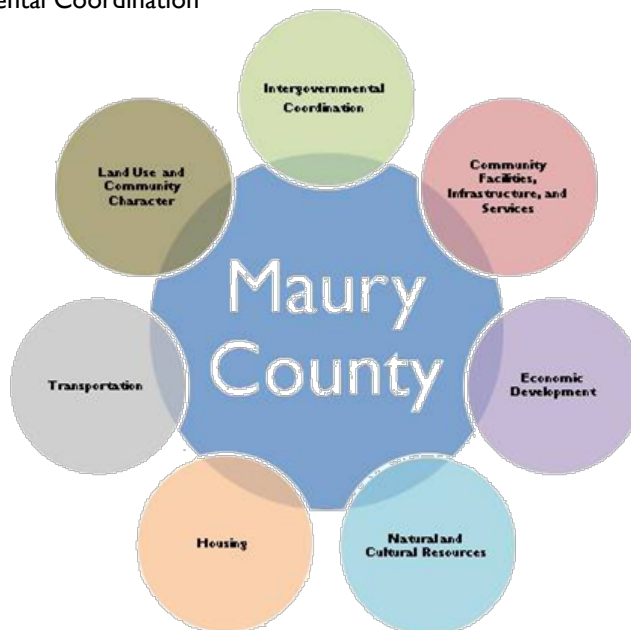 ental Coordination
Intergovernmental
Coordination
Community
Facilities,
Infrastructure, and
Services
Land Use and
Community
Character
Maury
County
Economic
Development
Transportation
Housing
Natural and
Cultural Resources